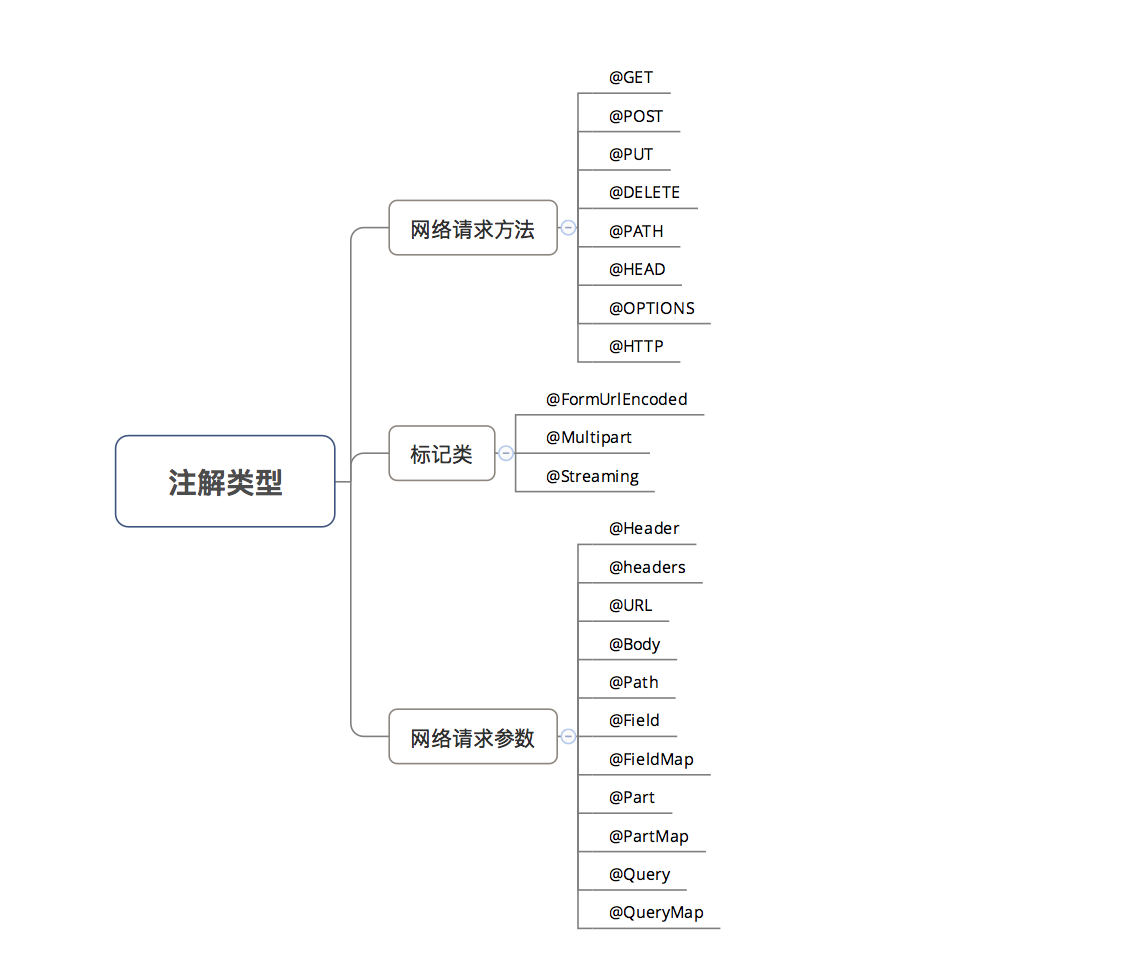 注解类型
网络请求方法
@GET
@POST
@PUT
@DELETE
@PATH
@HEAD
@OPTIONS
@HTTP
标记类
@FormUrlEncoded
@Multipart
@Streaming
网络请求参数
@Header
@headers
@URL
@Body
@Path
@Field
@FieldMap
@Part
@PartMap
@Query
@QueryMap